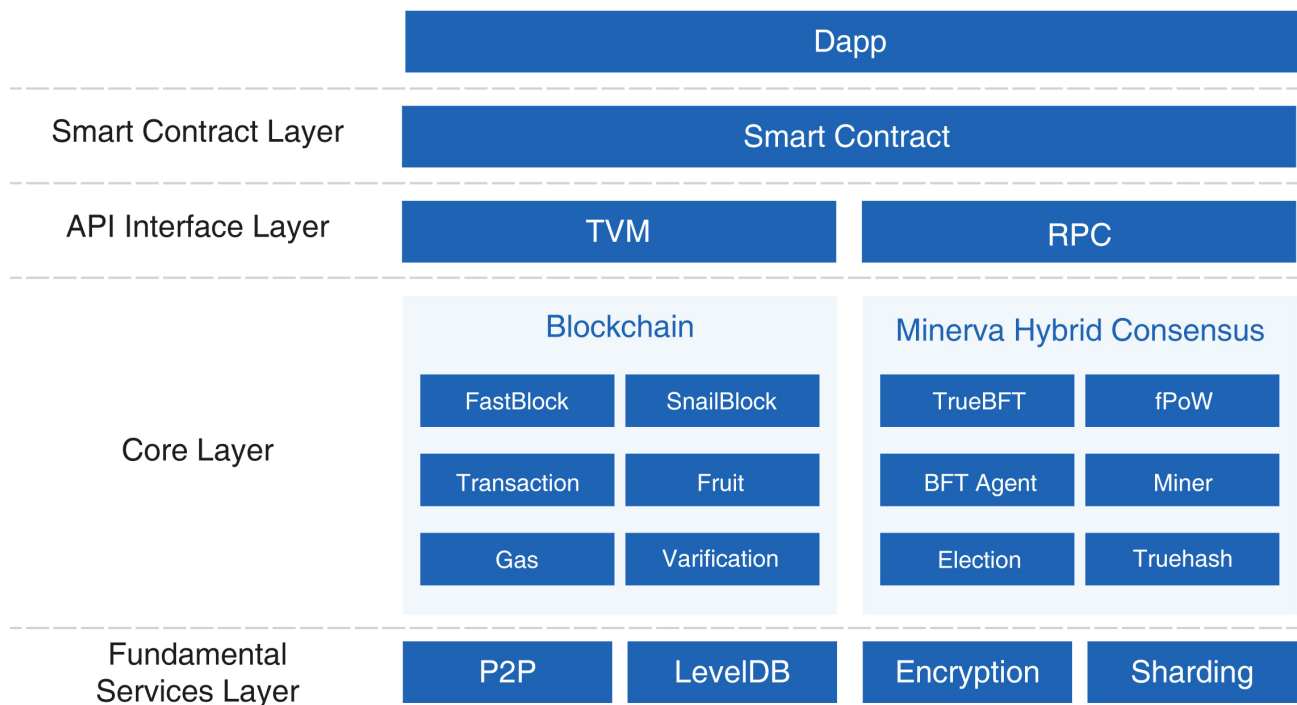 Dapp
Smart Contract Layer
Smart Contract
API Interface Layer
TVM
RPC
Core Layer
Blockchain
FastBlock
SnailBlock
Transaction
Fruit
Gas
Varification
Minerva Hybrid Consensus
TrueBFT
fPoW
BFT Agent
Miner
Election
Truehash
Fundamental
Services Layer
P2P
LevelDB
Encryption
Sharding